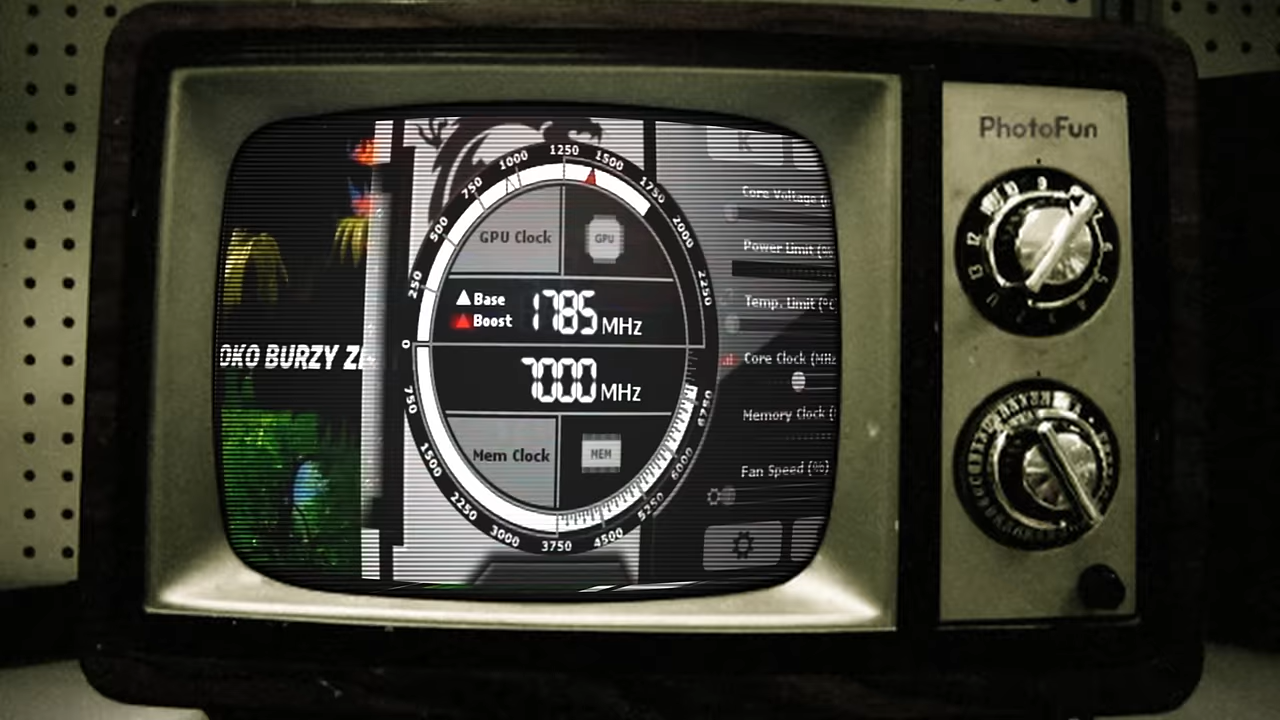 PhotoFun
OKO BURZY
250
500
750
1000
1250
1500
1750
2000
2250
GPU Clock
GPU
Base
Boost
1785 MHz
0
7000 MHz
Mem Clock
MEM
750
1500
2250
3000
3750
4500
5250
6000
6750
K
Core Voltage
Power Limit
Temp. Limit (°C
Core Clock (MHz
Memory Clock (
Fan Speed (%)